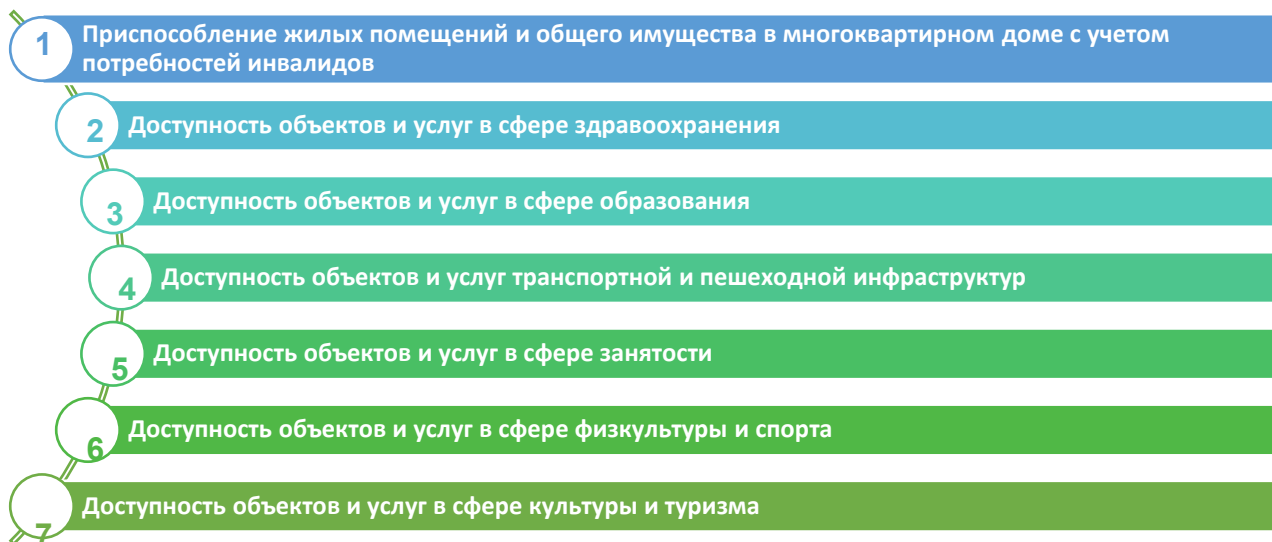 1
Приспособление жилых помещений и общего имущества в многоквартирном доме с учетом
потребностей инвалидов
2
Доступность объектов и услуг в сфере здравоохранения
3
Доступность объектов и услуг в сфере образования
4
Доступность объектов и услуг транспортной и пешеходной инфраструктур
5
Доступность объектов и услуг в сфере занятости
6
Доступность объектов и услуг в сфере физкультуры и спорта
7
Доступность объектов и услуг в сфере культуры и туризма